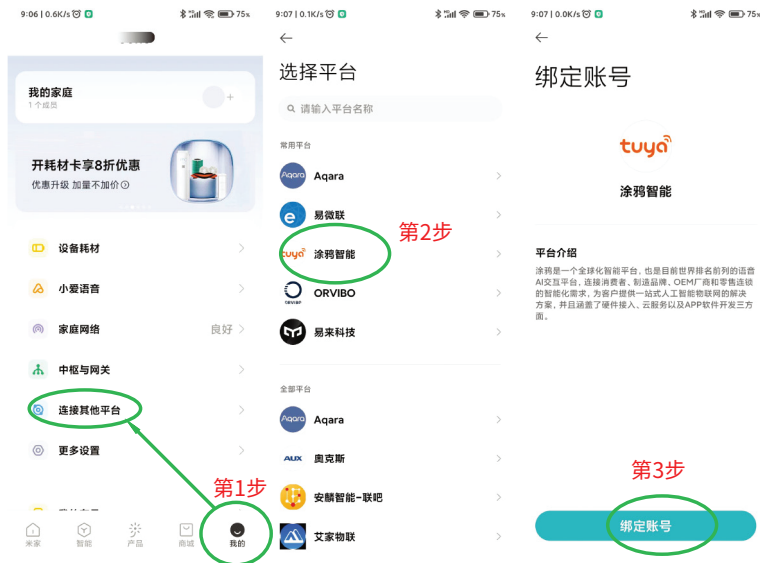 9:06 | 0.6K/s
75%
我的家庭
1 个成员
开耗材卡享8折优惠
优惠升级 加量不加价
设备耗材
小爱语音
家庭网络
良好
中枢与网关
连接其他平台
更多设置
第1步
米家
智能
产品
商城
我的
9:07 | 0.1K/s
75%
选择平台
请输入平台名称
常用平台
Aqara
Aqara
易微联
第2步
tuya
涂鸦智能
ORVIBO
ORVIBO
易来科技
全部平台
Aqara
Aqara
AUX
奥克斯
安麟智能-联吧
艾家物联
9:07 | 0.0K/s
75%
绑定账号
tuya
涂鸦智能
平台介绍
涂鸦是一个全球化智能平台，也是目前世界排名前列的语音
AI交互平台，连接消费者、制造品牌、OEM厂商和零售连锁
的智能化需求，为客户提供一站式人工智能物联网的解决
方案，并且涵盖了硬件接入、云服务以及APP软件开发三方
面。
第3步
绑定账号